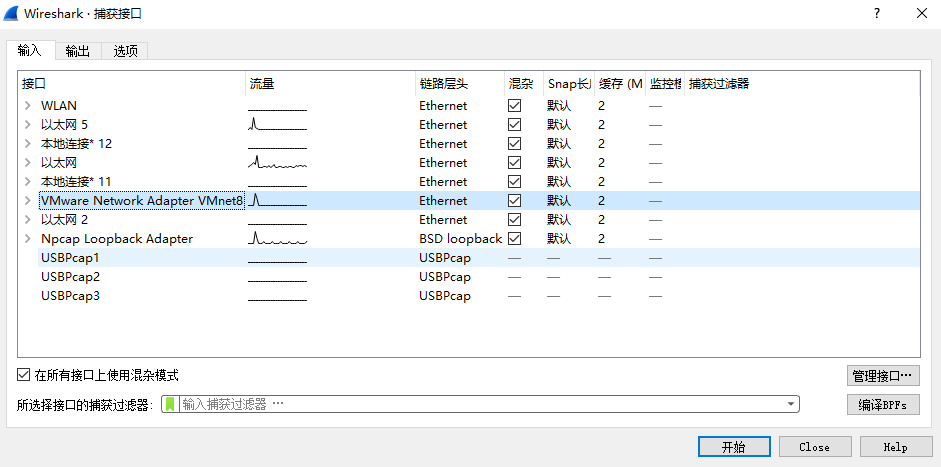 Wireshark · 捕获接口
输入 输出 选项
接口 流量 链路层头 混杂 Snap长 缓存 (M 监控模 捕获过滤器
WLAN Ethernet 默认 2 —
以太网 5 Ethernet 默认 2 —
本地连接* 12 Ethernet 默认 2 —
以太网 Ethernet 默认 2 —
本地连接* 11 Ethernet 默认 2 —
VMware Network Adapter VMnet8 Ethernet 默认 2 —
以太网 2 Ethernet 默认 2 —
Npcap Loopback Adapter BSD loopback 默认 2 —
USBPcap1 USBPcap — — — —
USBPcap2 USBPcap — — — —
USBPcap3 USBPcap — — — —
在所有接口上使用混杂模式 管理接口…
所选择接口的捕获过滤器: 输入捕获过滤器 … 编译BPFs
开始 Close Help